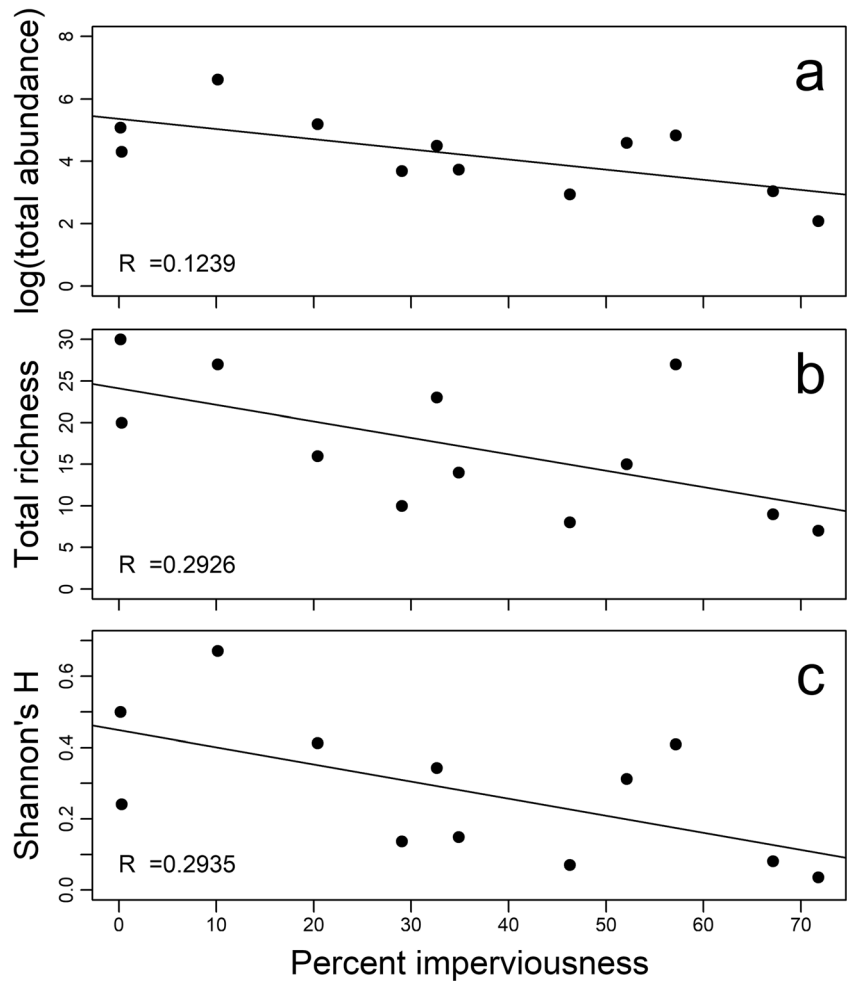 log(total abundance)
8
6
4
2
0
a
R =0.1239
Total richness
30
25
20
15
10
5
0
b
R =0.2926
Shannon's H
0.6
0.4
0.2
0.0
c
R =0.2935
0 10 20 30 40 50 60 70
Percent imperviousness